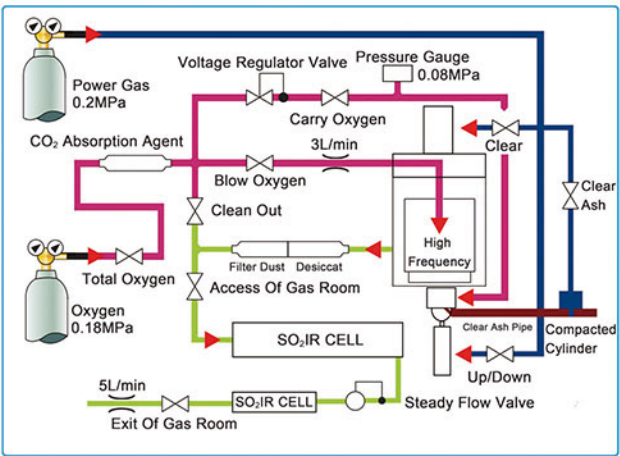 Power Gas
0.2MPa
Voltage Regulator Valve
Pressure Gauge
0.08MPa
Carry Oxygen
CO₂ Absorption Agent
3L/min
Clear
Blow Oxygen
Clear
Ash
Clean Out
High
Frequency
Filter Dust
Desiccat
Total Oxygen
Access Of Gas Room
Oxygen
0.18MPa
Clear Ash Pipe
Compacted
Cylinder
SO₂IR CELL
Up/Down
5L/min
SO₂IR CELL
Steady Flow Valve
Exit Of Gas Room